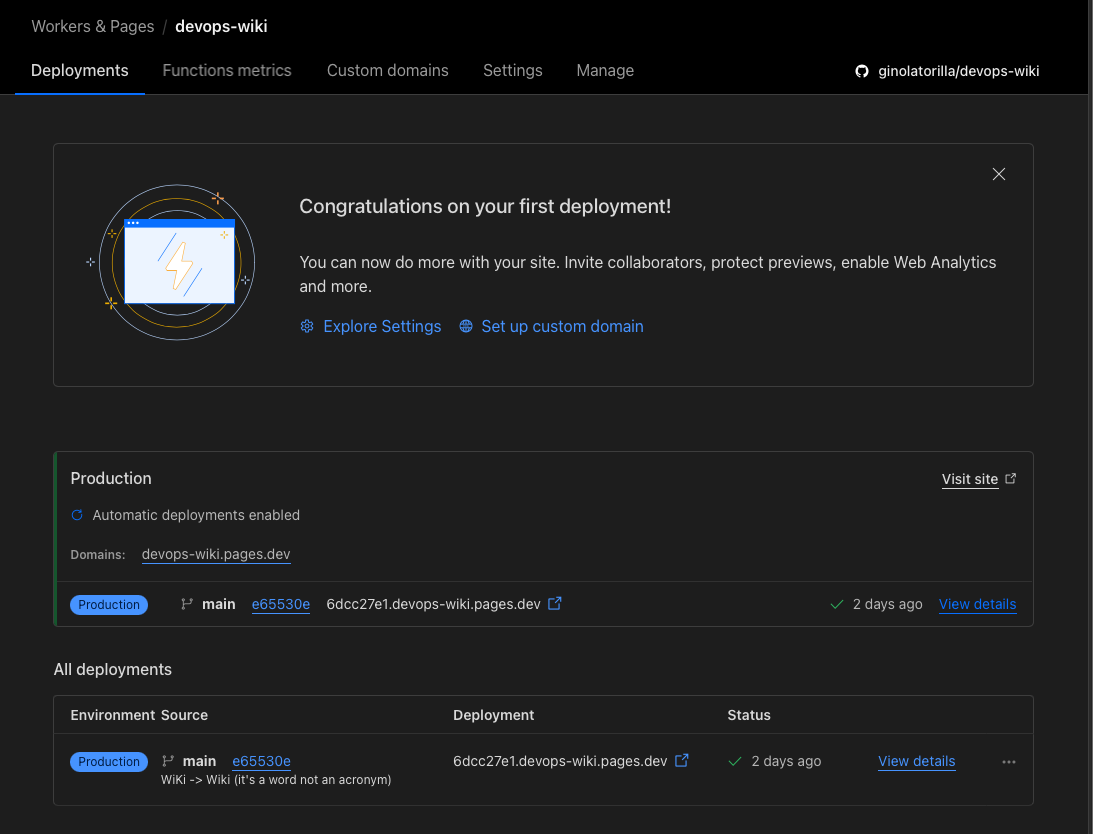 Workers & Pages / devops-wiki
Deployments Functions metrics Custom domains Settings Manage ginolatorilla/devops-wiki
Congratulations on your first deployment!
You can now do more with your site. Invite collaborators, protect previews, enable Web Analytics
and more.
Explore Settings Set up custom domain
Production Visit site
Automatic deployments enabled
Domains: devops-wiki.pages.dev
Production main e65530e 6dcc27e1.devops-wiki.pages.dev 2 days ago View details
All deployments
Environment Source Deployment Status
Production main e65530e 6dcc27e1.devops-wiki.pages.dev 2 days ago View details ...
WiKi -> Wiki (it's a word not an acronym)